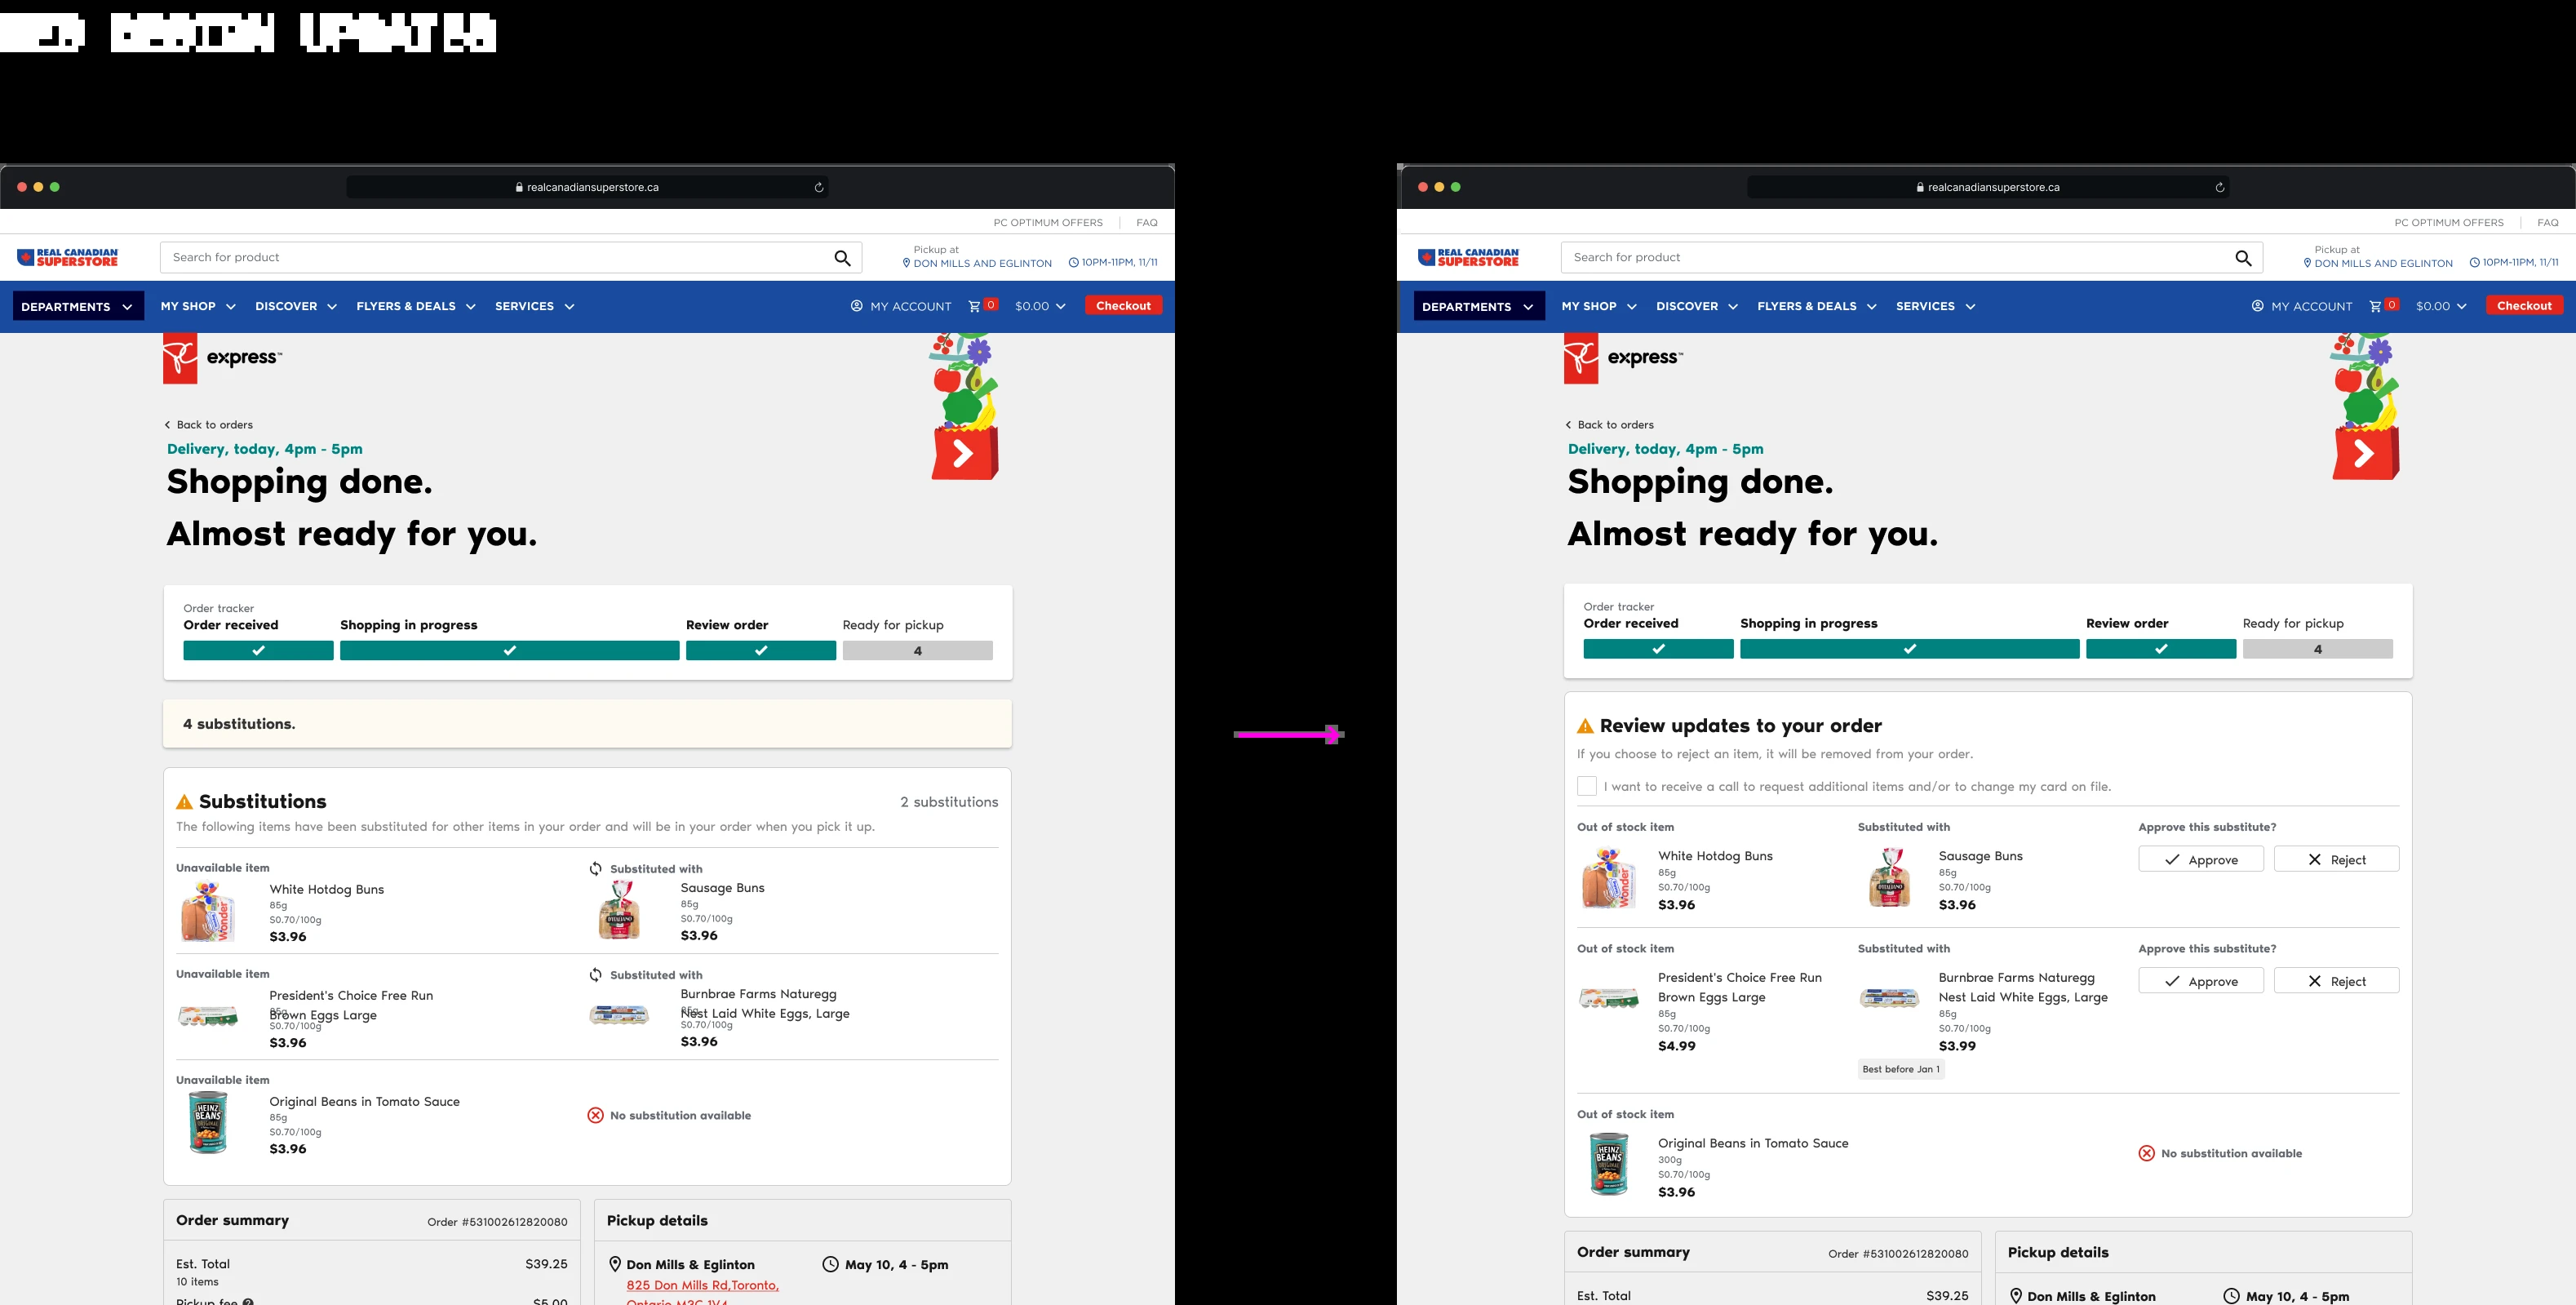 realcanadiansuperstore.ca
PC OPTIMUM OFFERS
FAQ
REAL CANADIAN
SUPERSTORE
Search for product
Pickup at
DON MILLS AND EGLINTON
10PM-11PM, 11/11
DEPARTMENTS
MY SHOP
DISCOVER
FLYERS & DEALS
SERVICES
MY ACCOUNT
0
$0.00
Checkout
express™
Back to orders
Delivery, today, 4pm - 5pm
Shopping done.
Almost ready for you.
Order tracker
Order received
Shopping in progress
Review order
Ready for pickup
4
4 substitutions.
Substitutions
2 substitutions
The following items have been substituted for other items in your order and will be in your order when you pick it up.
Unavailable item
Substituted with
White Hotdog Buns
85g
$0.70/100g
$3.96
Sausage Buns
85g
$0.70/100g
$3.96
Unavailable item
Substituted with
President's Choice Free Run
Brown Eggs Large
85g
$0.70/100g
$3.96
Burnbrae Farms Naturegg
Nest Laid White Eggs, Large
85g
$0.70/100g
$3.96
Unavailable item
Original Beans in Tomato Sauce
85g
$0.70/100g
$3.96
No substitution available
Order summary
Order #531002612820080
Est. Total
$39.25
10 items
Pickup fee
$5.00
Pickup details
Don Mills & Eglinton
825 Don Mills Rd,Toronto,
Ontario M3C 1V4
May 10, 4 - 5pm
realcanadiansuperstore.ca
PC OPTIMUM OFFERS
FAQ
REAL CANADIAN
SUPERSTORE
Search for product
Pickup at
DON MILLS AND EGLINTON
10PM-11PM, 11/11
DEPARTMENTS
MY SHOP
DISCOVER
FLYERS & DEALS
SERVICES
MY ACCOUNT
0
$0.00
Checkout
express™
Back to orders
Delivery, today, 4pm - 5pm
Shopping done.
Almost ready for you.
Order tracker
Order received
Shopping in progress
Review order
Ready for pickup
4
Review updates to your order
If you choose to reject an item, it will be removed from your order.
I want to receive a call to request additional items and/or to change my card on file.
Out of stock item
Substituted with
Approve this substitute?
White Hotdog Buns
85g
$0.70/100g
$3.96
Sausage Buns
85g
$0.70/100g
$3.96
Approve
Reject
Out of stock item
Substituted with
Approve this substitute?
President's Choice Free Run
Brown Eggs Large
85g
$0.70/100g
$4.99
Burnbrae Farms Naturegg
Nest Laid White Eggs, Large
85g
$0.70/100g
$3.99
Best before Jan 1
Approve
Reject
Out of stock item
Original Beans in Tomato Sauce
300g
$0.70/100g
$3.96
No substitution available
Order summary
Order #531002612820080
Est. Total
$39.25
Pickup details
Don Mills & Eglinton
May 10, 4 - 5pm